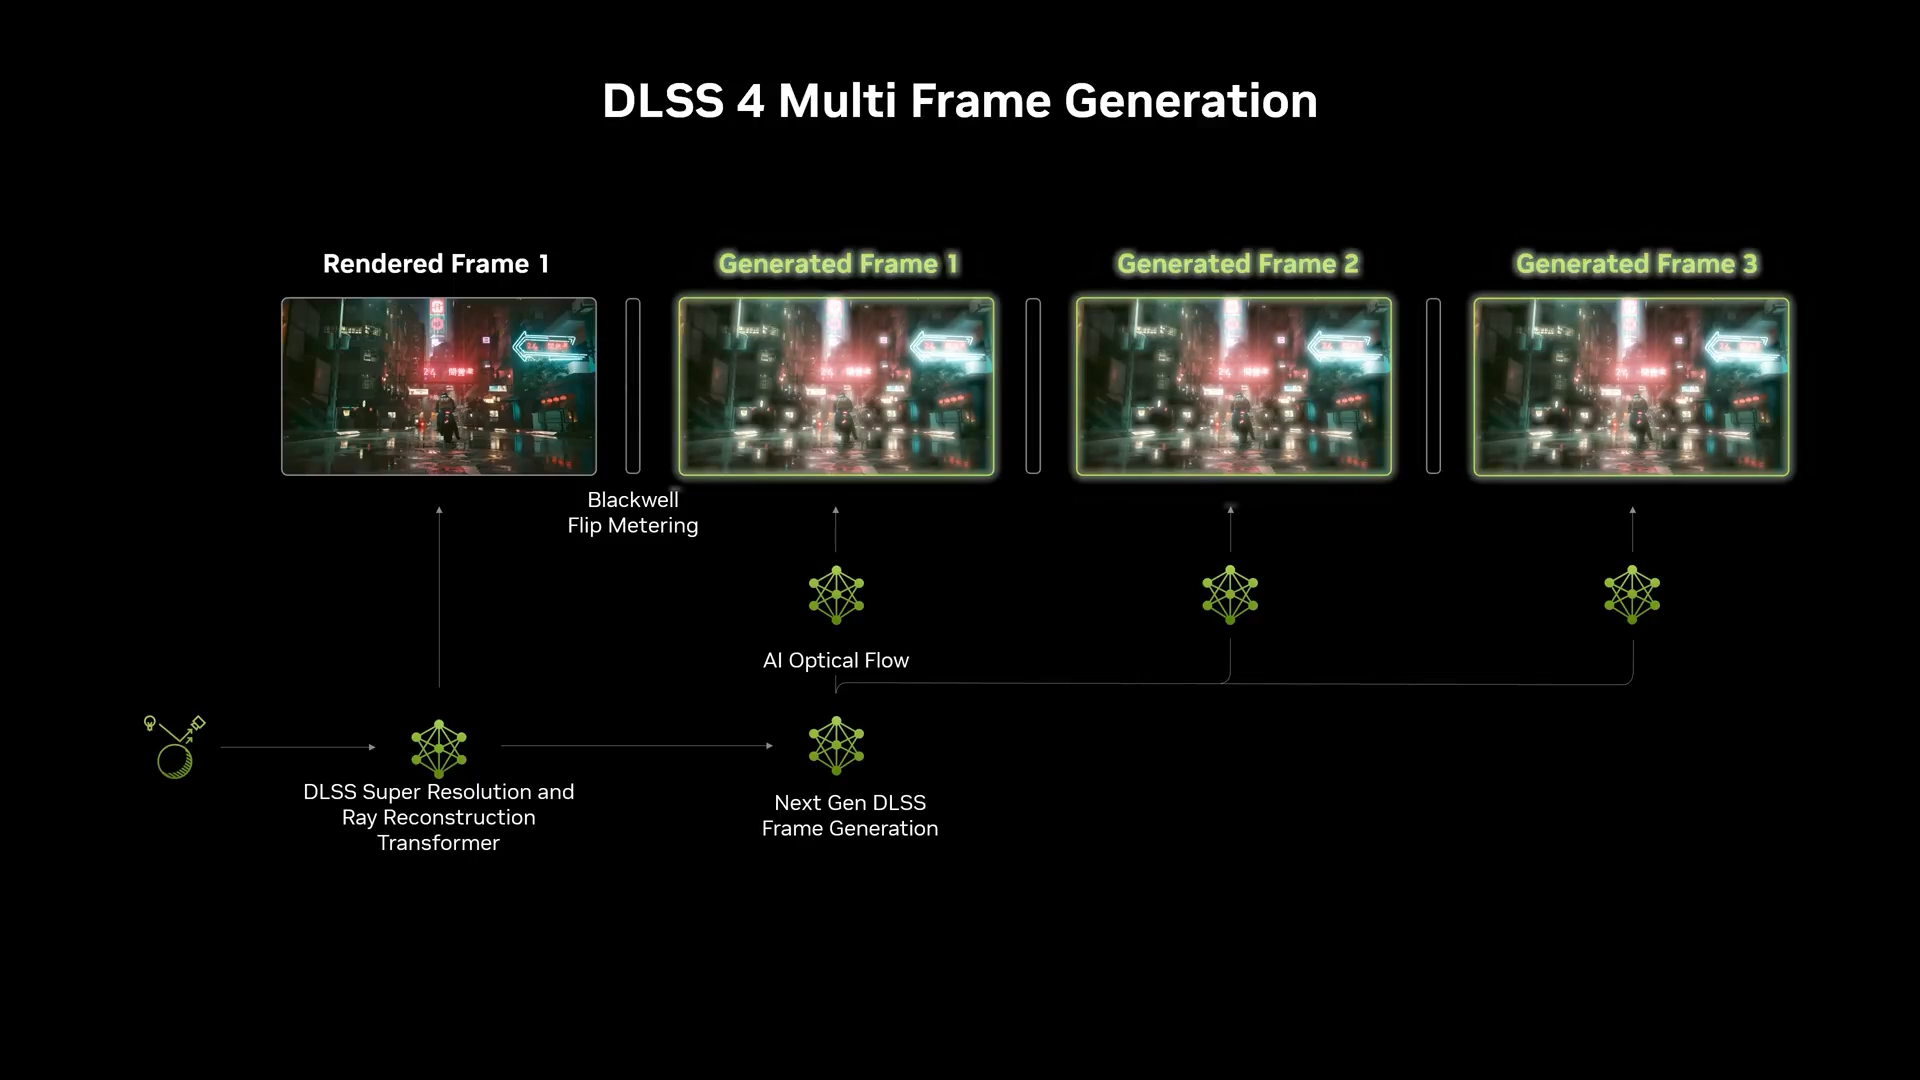 DLSS 4 Multi Frame Generation
Rendered Frame 1
Generated Frame 1
Generated Frame 2
Generated Frame 3
Blackwell
Flip Metering
AI Optical Flow
DLSS Super Resolution and
Ray Reconstruction
Transformer
Next Gen DLSS
Frame Generation